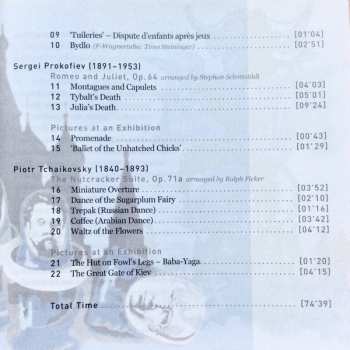 09 'Tuileries' – Dispute d'enfants après jeux [01'04]
10 Bydlo (F-Wagnertuba: Timo Steininger) [02'51]
Sergei Prokofiev (1891–1953)
Romeo and Juliet, Op.64 arranged by Stephan Schottstädt
11 Montagues and Capulets [04'03]
12 Tybalt's Death [05'01]
13 Julia's Death [09'24]
Pictures at an Exhibition
14 Promenade [00'43]
15 'Ballet of the Unhatched Chicks' [01'29]
Piotr Tchaikovsky (1840–1893)
The Nutcracker Suite, Op.71a arranged by Ralph Ficker
16 Miniature Overture [03'52]
17 Dance of the Sugarplum Fairy [02'10]
18 Trepak (Russian Dance) [01'16]
19 Coffee (Arabian Dance) [03'42]
20 Waltz of the Flowers [04'12]
Pictures at an Exhibition
21 The Hut on Fowl's Legs – Baba-Yaga [01'20]
22 The Great Gate of Kiev [04'15]
Total Time [74'39]